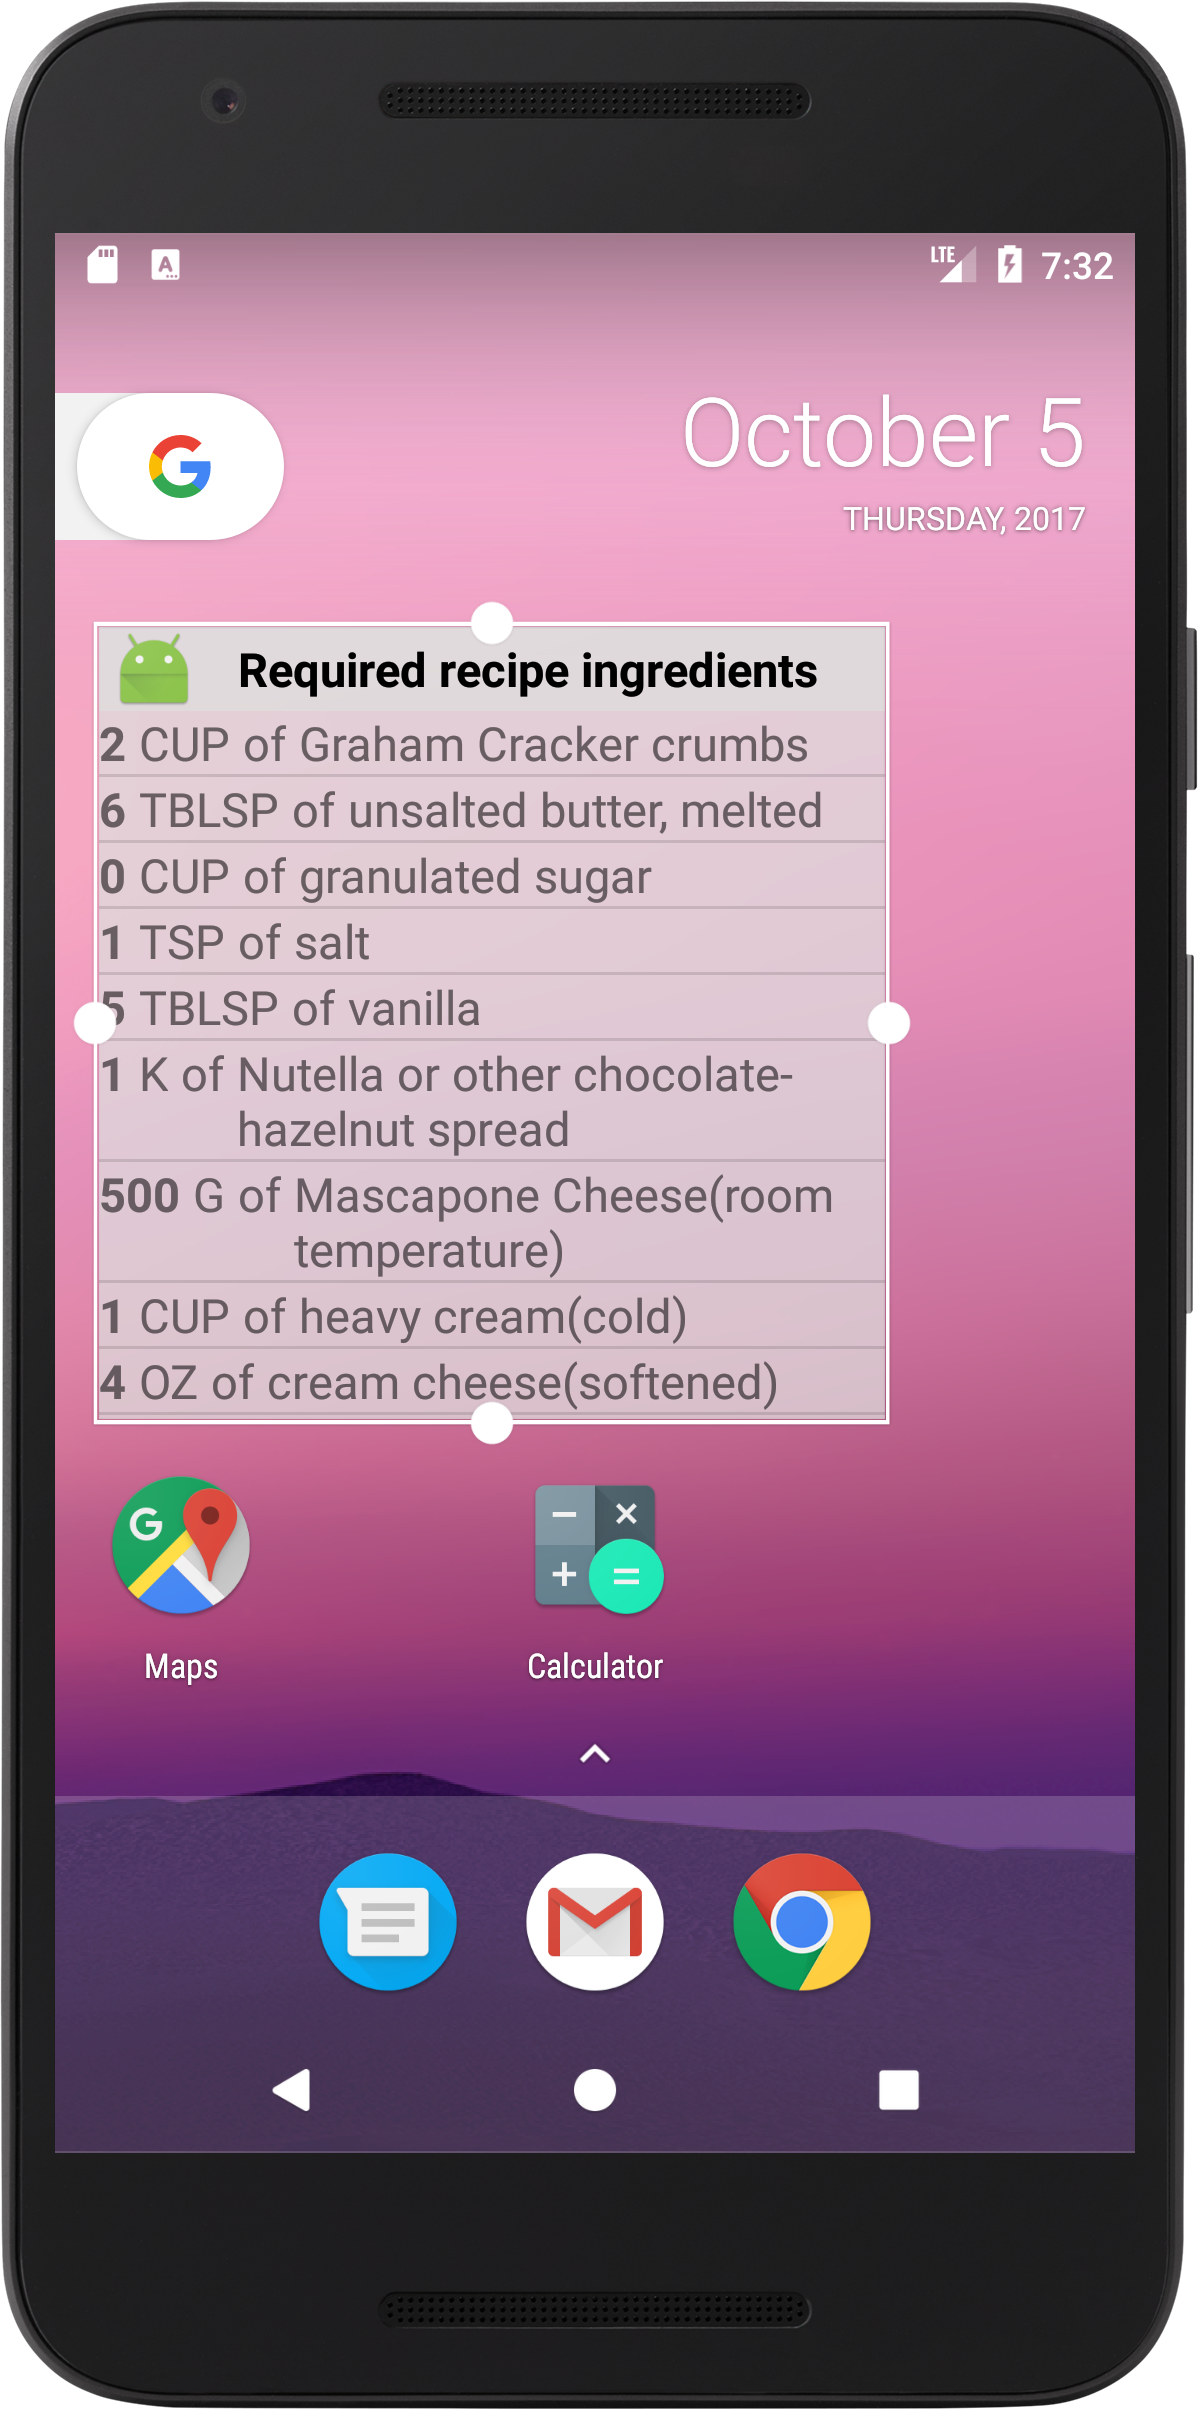 LTE 7:32
October 5
THURSDAY, 2017
Required recipe ingredients
2 CUP of Graham Cracker crumbs
6 TBLSP of unsalted butter, melted
0 CUP of granulated sugar
1 TSP of salt
5 TBLSP of vanilla
1 K of Nutella or other chocolate-
hazelnut spread
500 G of Mascapone Cheese(room
temperature)
1 CUP of heavy cream(cold)
4 OZ of cream cheese(softened)
Maps
Calculator